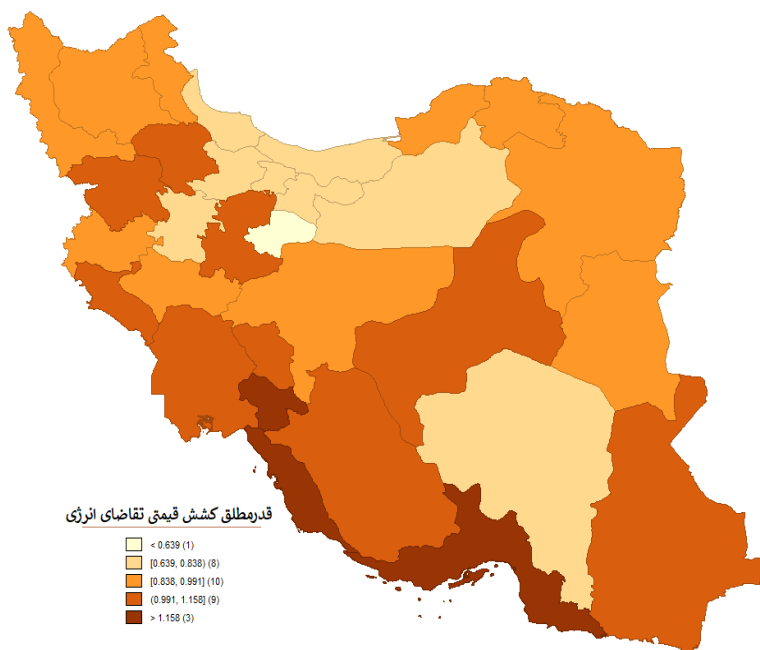 قدرمطلق کشش قیمتی تقاضای انرژی
< 0.639 (1)
[0.639, 0.838) (8)
[0.838, 0.991] (10)
(0.991, 1.158] (9)
> 1.158 (3)